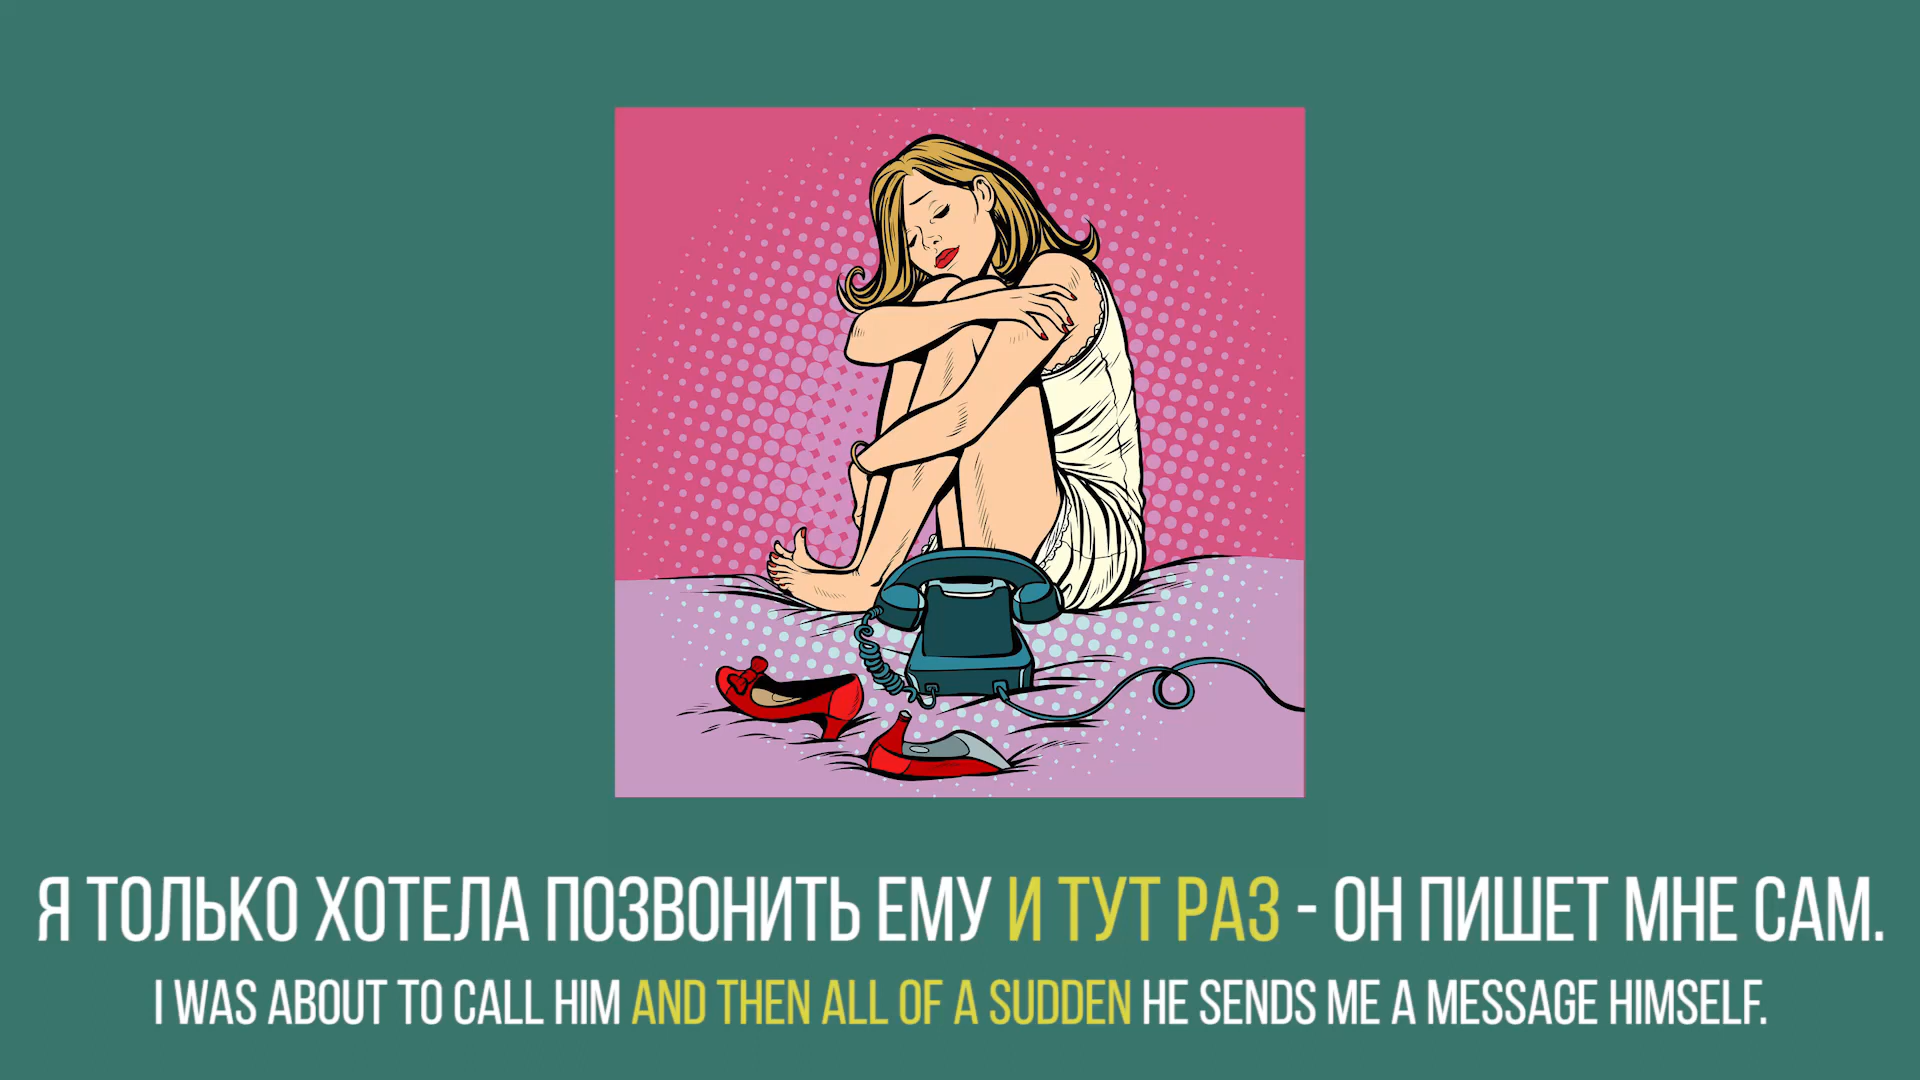 Я ТОЛЬКО ХОТЕЛА ПОЗВОНИТЬ ЕМУ И ТУТ РАЗ - ОН ПИШЕТ МНЕ САМ.
I WAS ABOUT TO CALL HIM AND THEN ALL OF A SUDDEN HE SENDS ME A MESSAGE HIMSELF.